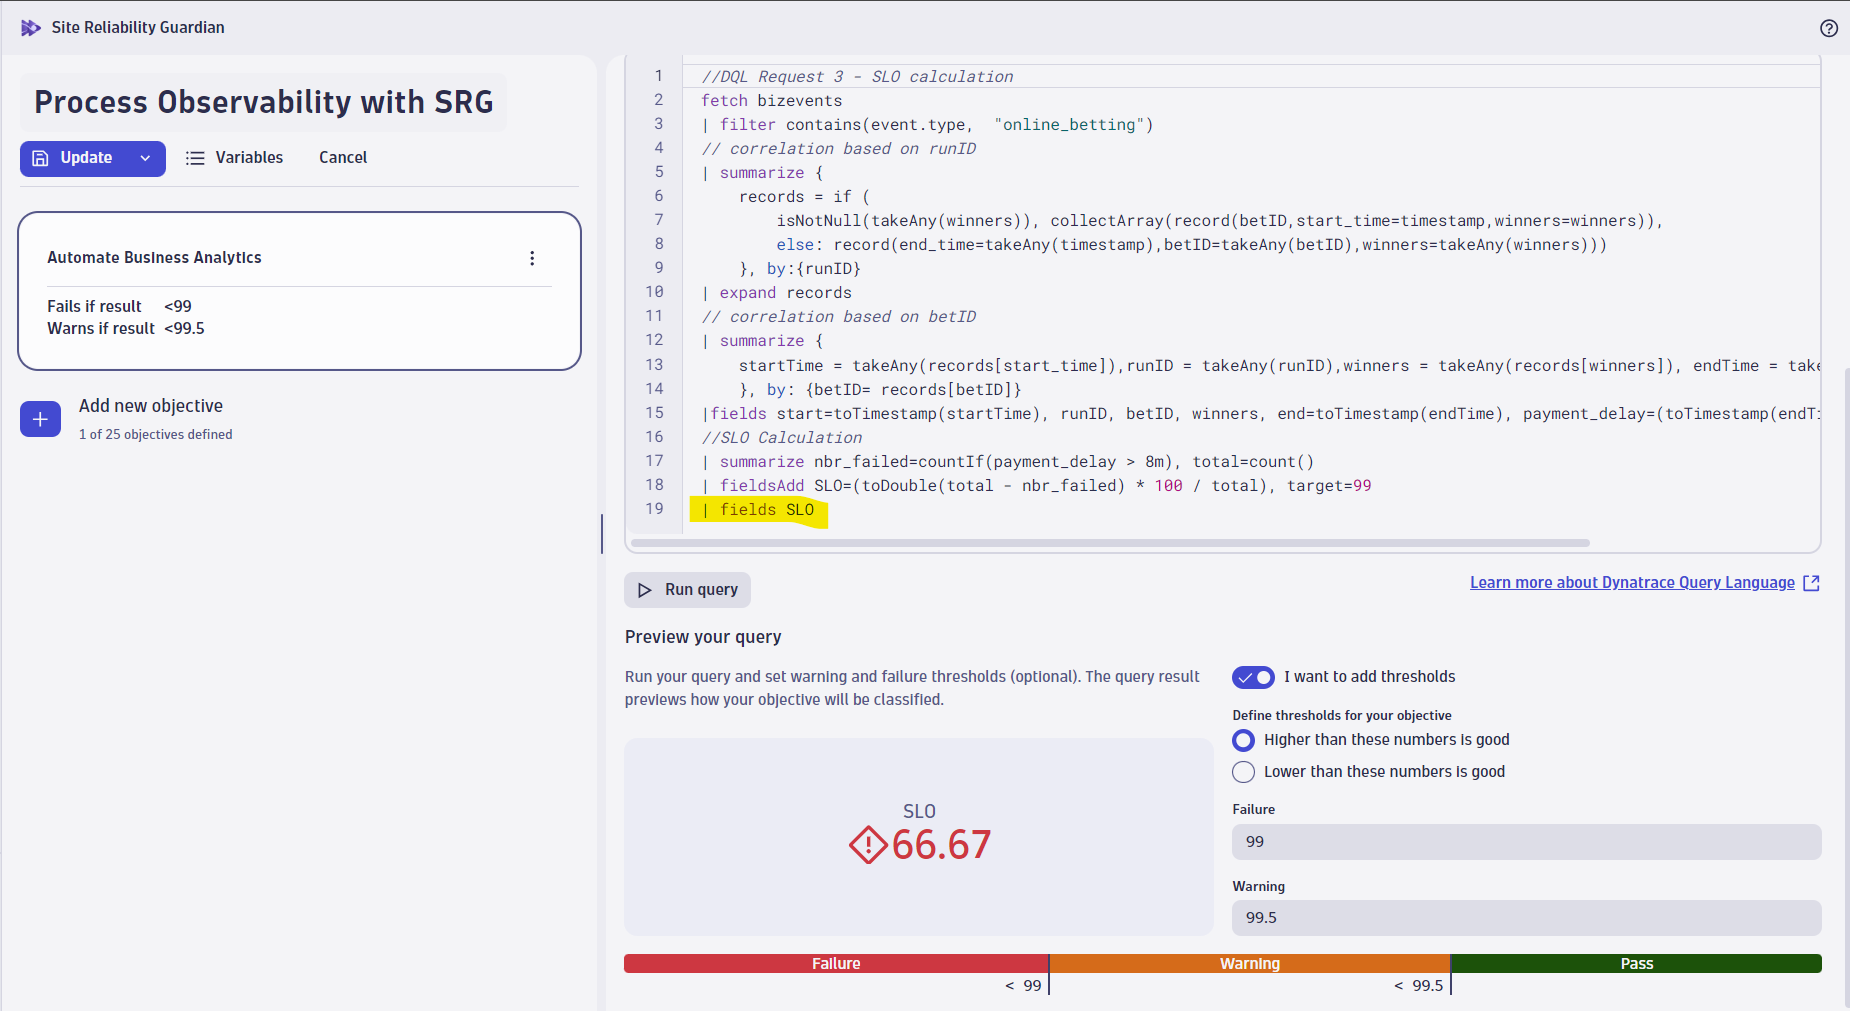 Site Reliability Guardian
Process Observability with SRG
Update
Variables
Cancel
Automate Business Analytics
Fails if result <99
Warns if result <99.5
Add new objective
1 of 25 objectives defined
1 //DQL Request 3 - SLO calculation
2 fetch bizevents
3 | filter contains(event.type,  "online_betting")
4 // correlation based on runID
5 | summarize {
6     records = if (
7         isNotNull(takeAny(winners)), collectArray(record(betID,start_time=timestamp,winners=winners)),
8         else: record(end_time=takeAny(timestamp),betID=takeAny(betID),winners=takeAny(winners)))
9     }, by:{runID}
10 | expand records
11 // correlation based on betID
12 | summarize {
13     startTime = takeAny(records[start_time]),runID = takeAny(runID),winners = takeAny(records[winners]), endTime = take
14     }, by: {betID= records[betID]}
15 |fields start=toTimestamp(startTime), runID, betID, winners, end=toTimestamp(endTime), payment_delay=(toTimestamp(endTi
16 //SLO Calculation
17 | summarize nbr_failed=countIf(payment_delay > 8m), total=count()
18 | fieldsAdd SLO=(toDouble(total - nbr_failed) * 100 / total), target=99
19 | fields SLO
Run query
Learn more about Dynatrace Query Language
Preview your query
Run your query and set warning and failure thresholds (optional). The query result
previews how your objective will be classified.
I want to add thresholds
Define thresholds for your objective
Higher than these numbers is good
Lower than these numbers is good
SLO
66.67
Failure
99
Warning
99.5
Failure
Warning
Pass
< 99
< 99.5